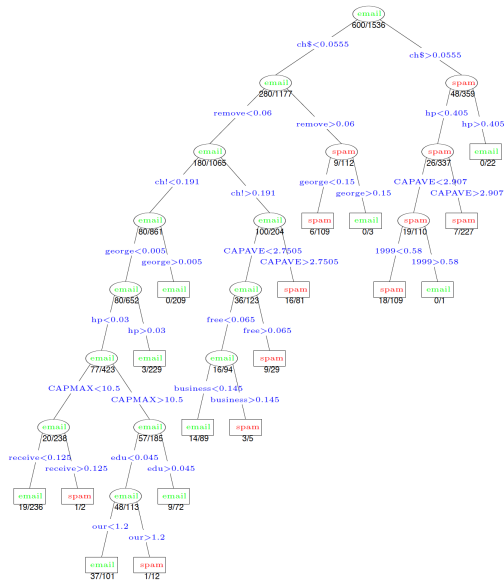 email
600/1536
ch$<0.0555
ch$>0.0555
email
280/1177
spam
48/359
remove<0.06
remove>0.06
hp<0.405
hp>0.405
email
180/1065
spam
9/112
spam
26/337
email
0/22
ch!<0.191
ch!>0.191
george<0.15
george>0.15
CAPAVE<2.907
CAPAVE>2.907
email
80/861
email
100/204
spam
6/109
email
0/3
spam
19/110
spam
7/227
george<0.005
george>0.005
CAPAVE<2.7505
CAPAVE>2.7505
1999<0.58
1999>0.58
email
80/652
email
0/209
email
36/123
spam
16/81
spam
18/109
email
0/1
hp<0.03
hp>0.03
free<0.065
free>0.065
email
77/423
email
3/229
email
16/94
spam
9/29
CAPMAX<10.5
CAPMAX>10.5
business<0.145
business>0.145
email
20/238
email
57/185
email
14/89
spam
3/5
receive<0.125
receive>0.125
edu<0.045
edu>0.045
email
19/236
spam
1/2
email
48/113
email
9/72
our<1.2
our>1.2
email
37/101
spam
1/12